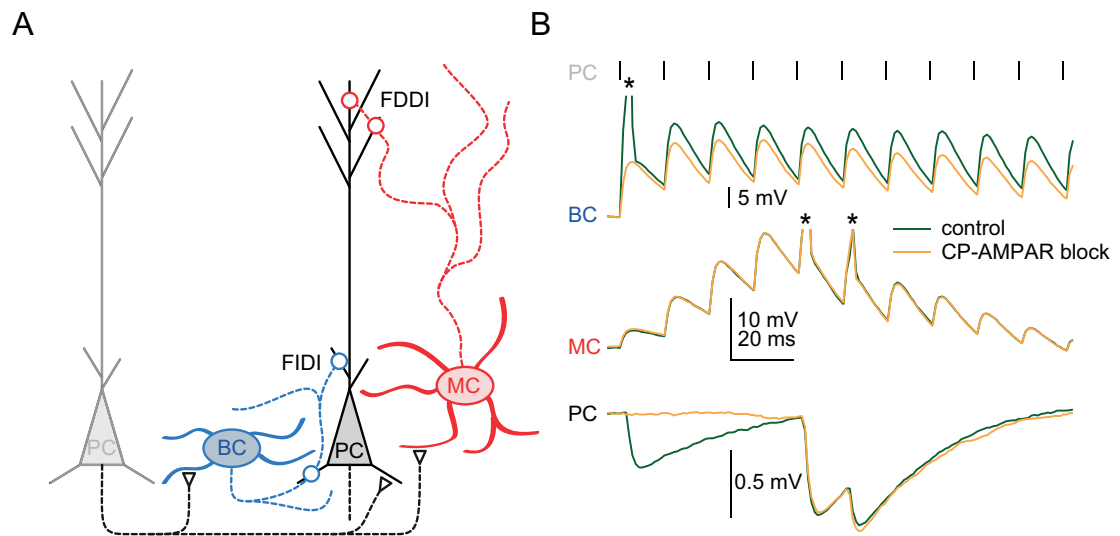 A
FDDI
FIDI
MC
PC
BC
PC
B
PC
*
5 mV
BC
control
CP-AMPAR block
* *
10 mV
20 ms
MC
PC
0.5 mV